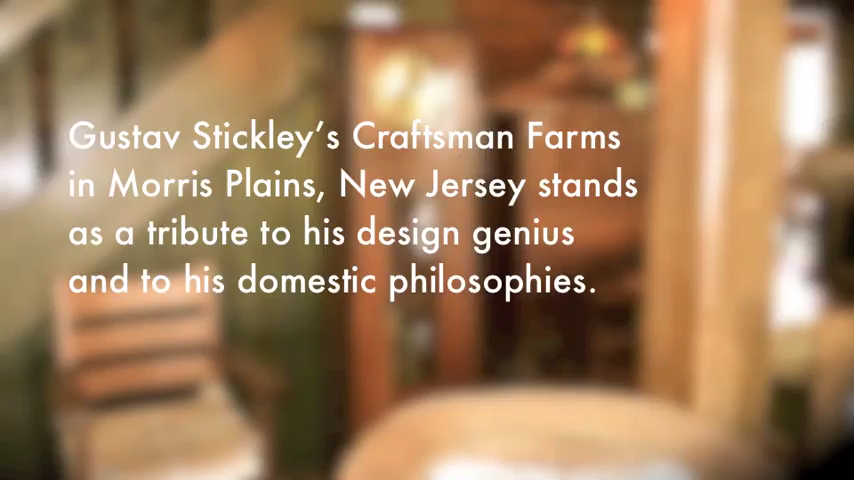 Gustav Stickley’s Craftsman Farms
in Morris Plains, New Jersey stands
as a tribute to his design genius
and to his domestic philosophies.